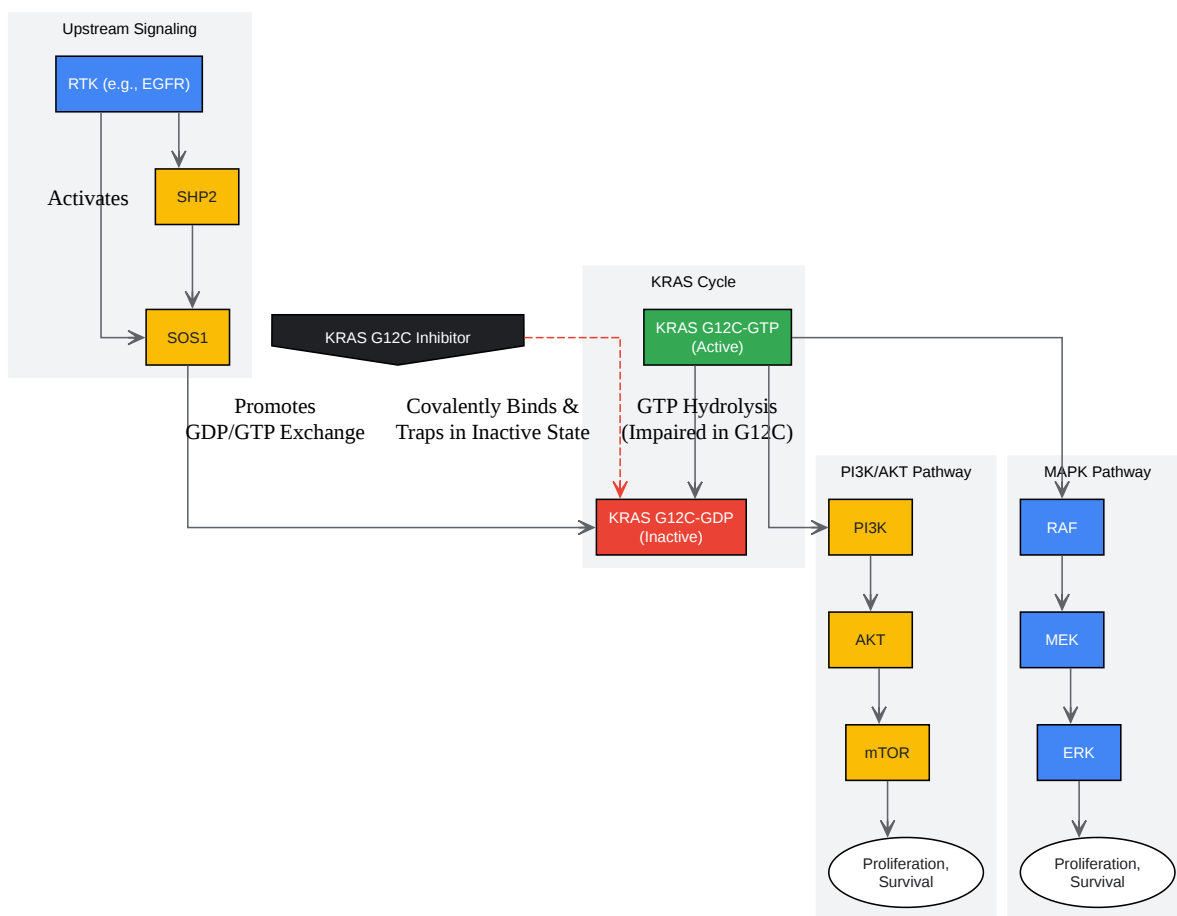 Upstream Signaling
RTK (e.g., EGFR)
Activates
SHP2
SOS1
KRAS G12C Inhibitor
Promotes
GDP/GTP Exchange
Covalently Binds &
Traps in Inactive State
KRAS Cycle
KRAS G12C-GTP
(Active)
GTP Hydrolysis
(Impaired in G12C)
KRAS G12C-GDP
(Inactive)
PI3K/AKT Pathway
PI3K
AKT
mTOR
Proliferation,
Survival
MAPK Pathway
RAF
MEK
ERK
Proliferation,
Survival